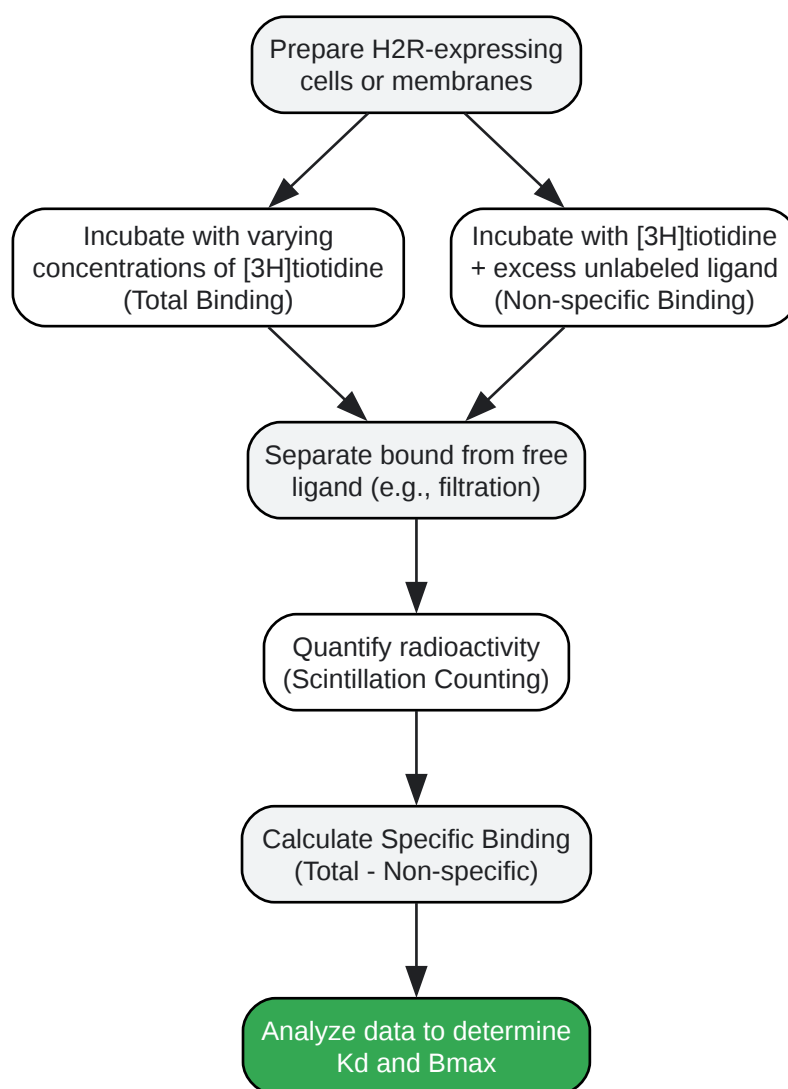 Prepare H2R-expressing
cells or membranes
Incubate with varying
concentrations of [3H]tiotidine
(Total Binding)
Incubate with [3H]tiotidine
+ excess unlabeled ligand
(Non-specific Binding)
Separate bound from free
ligand (e.g., filtration)
Quantify radioactivity
(Scintillation Counting)
Calculate Specific Binding
(Total - Non-specific)
Analyze data to determine
Kd and Bmax